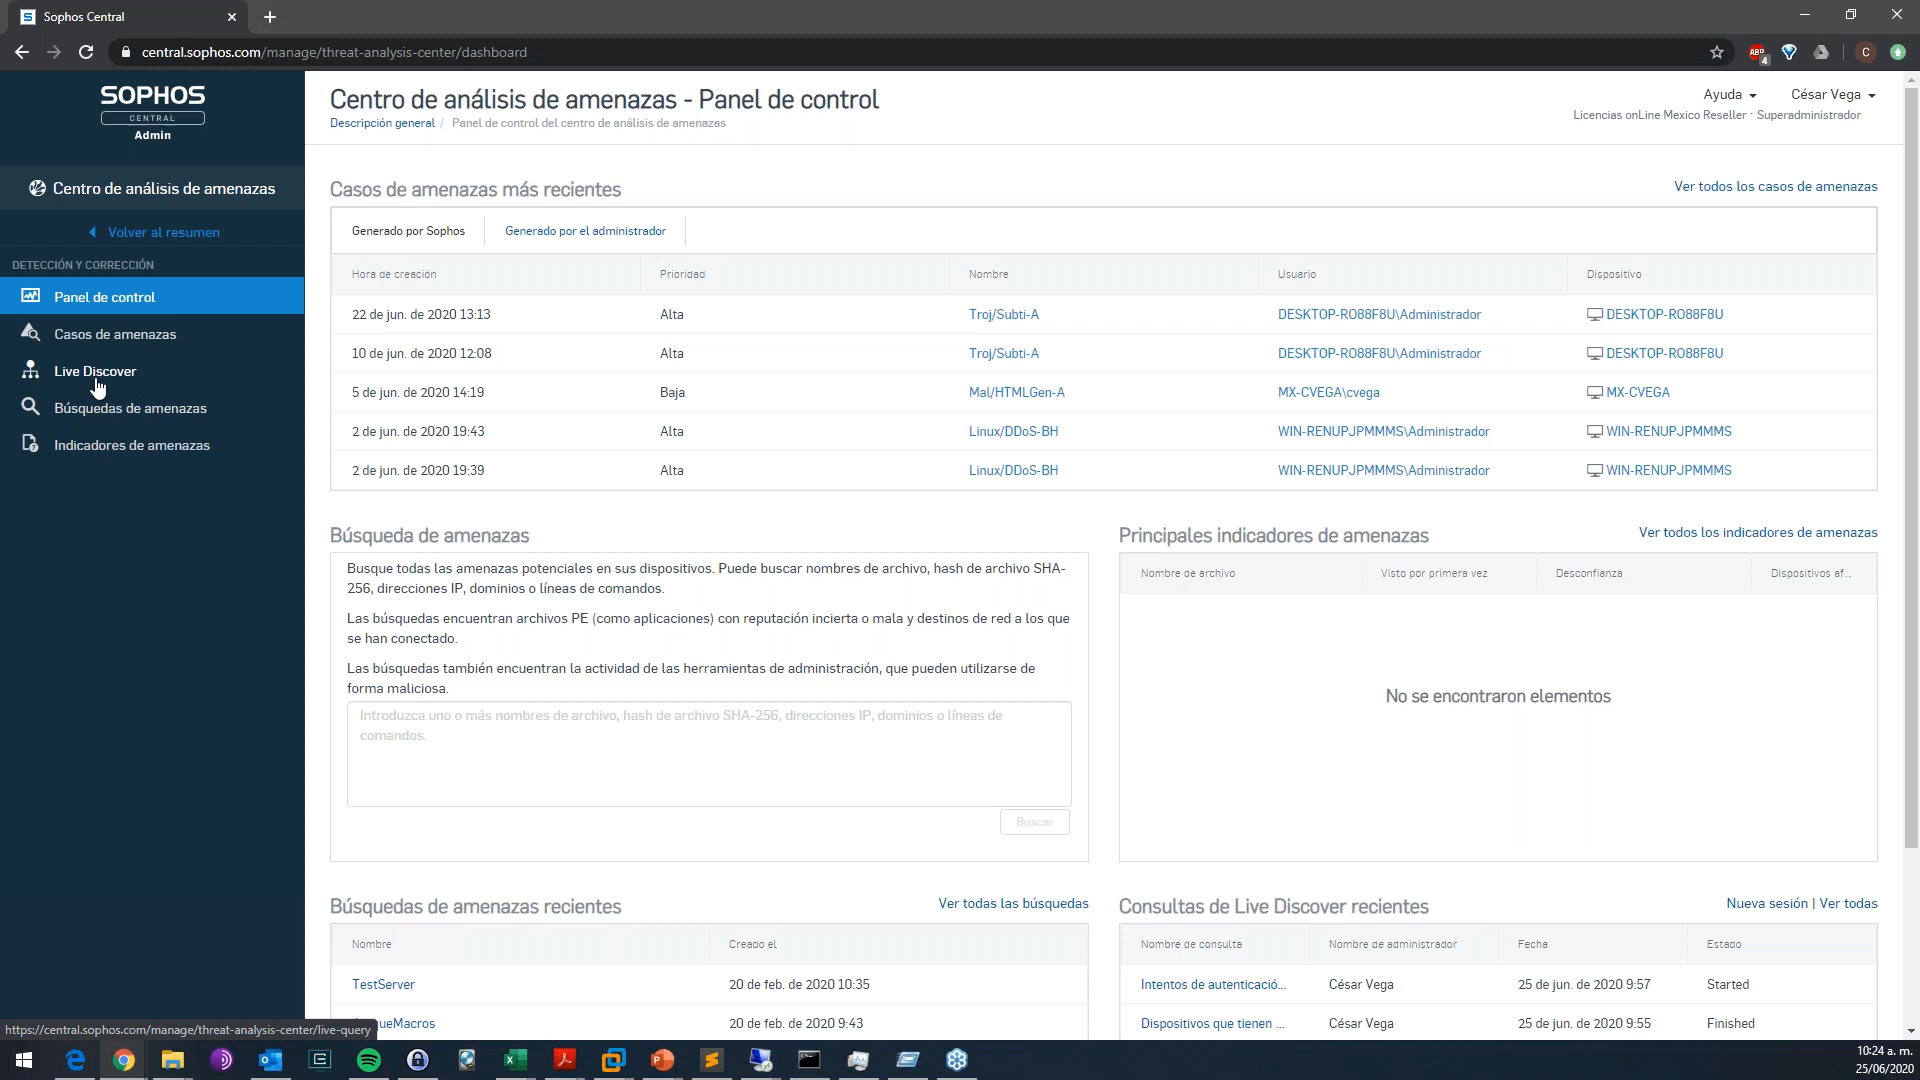 Sophos Central
central.sophos.com/manage/threat-analysis-center/dashboard
ABP
4
C
SOPHOS
CENTRAL
Admin
Centro de análisis de amenazas
Volver al resumen
DETECCIÓN Y CORRECCIÓN
Panel de control
Casos de amenazas
Live Discover
Búsquedas de amenazas
Indicadores de amenazas
Centro de análisis de amenazas - Panel de control
Descripción general / Panel de control del centro de análisis de amenazas
Ayuda César Vega
Licencias onLine Mexico Reseller · Superadministrador
Casos de amenazas más recientes
Ver todos los casos de amenazas
Generado por Sophos Generado por el administrador
Hora de creación Prioridad Nombre Usuario Dispositivo
22 de jun. de 2020 13:13 Alta Troj/Subti-A DESKTOP-RO88F8U\Administrador DESKTOP-RO88F8U
10 de jun. de 2020 12:08 Alta Troj/Subti-A DESKTOP-RO88F8U\Administrador DESKTOP-RO88F8U
5 de jun. de 2020 14:19 Baja Mal/HTMLGen-A MX-CVEGA\cvega MX-CVEGA
2 de jun. de 2020 19:43 Alta Linux/DDoS-BH WIN-RENUPJPMMMS\Administrador WIN-RENUPJPMMMS
2 de jun. de 2020 19:39 Alta Linux/DDoS-BH WIN-RENUPJPMMMS\Administrador WIN-RENUPJPMMMS
Búsqueda de amenazas
Busque todas las amenazas potenciales en sus dispositivos. Puede buscar nombres de archivo, hash de archivo SHA-
256, direcciones IP, dominios o líneas de comandos.
Las búsquedas encuentran archivos PE (como aplicaciones) con reputación incierta o mala y destinos de red a los que
se han conectado.
Las búsquedas también encuentran la actividad de las herramientas de administración, que pueden utilizarse de
forma maliciosa.
Introduzca uno o más nombres de archivo, hash de archivo SHA-256, direcciones IP, dominios o líneas de
comandos.
Buscar
Principales indicadores de amenazas
Ver todos los indicadores de amenazas
Nombre de archivo Visto por primera vez Desconfianza Dispositivos af...
No se encontraron elementos
Búsquedas de amenazas recientes
Ver todas las búsquedas
Nombre Creado el
TestServer 20 de feb. de 2020 10:35
ueMacros 20 de feb. de 2020 9:43
Consultas de Live Discover recientes
Nueva sesión | Ver todas
Nombre de consulta Nombre de administrador Fecha Estado
Intentos de autenticació... César Vega 25 de jun. de 2020 9:57 Started
Dispositivos que tienen ... César Vega 25 de jun. de 2020 9:55 Finished
https://central.sophos.com/manage/threat-analysis-center/live-query
10:24 a. m.
25/06/2020